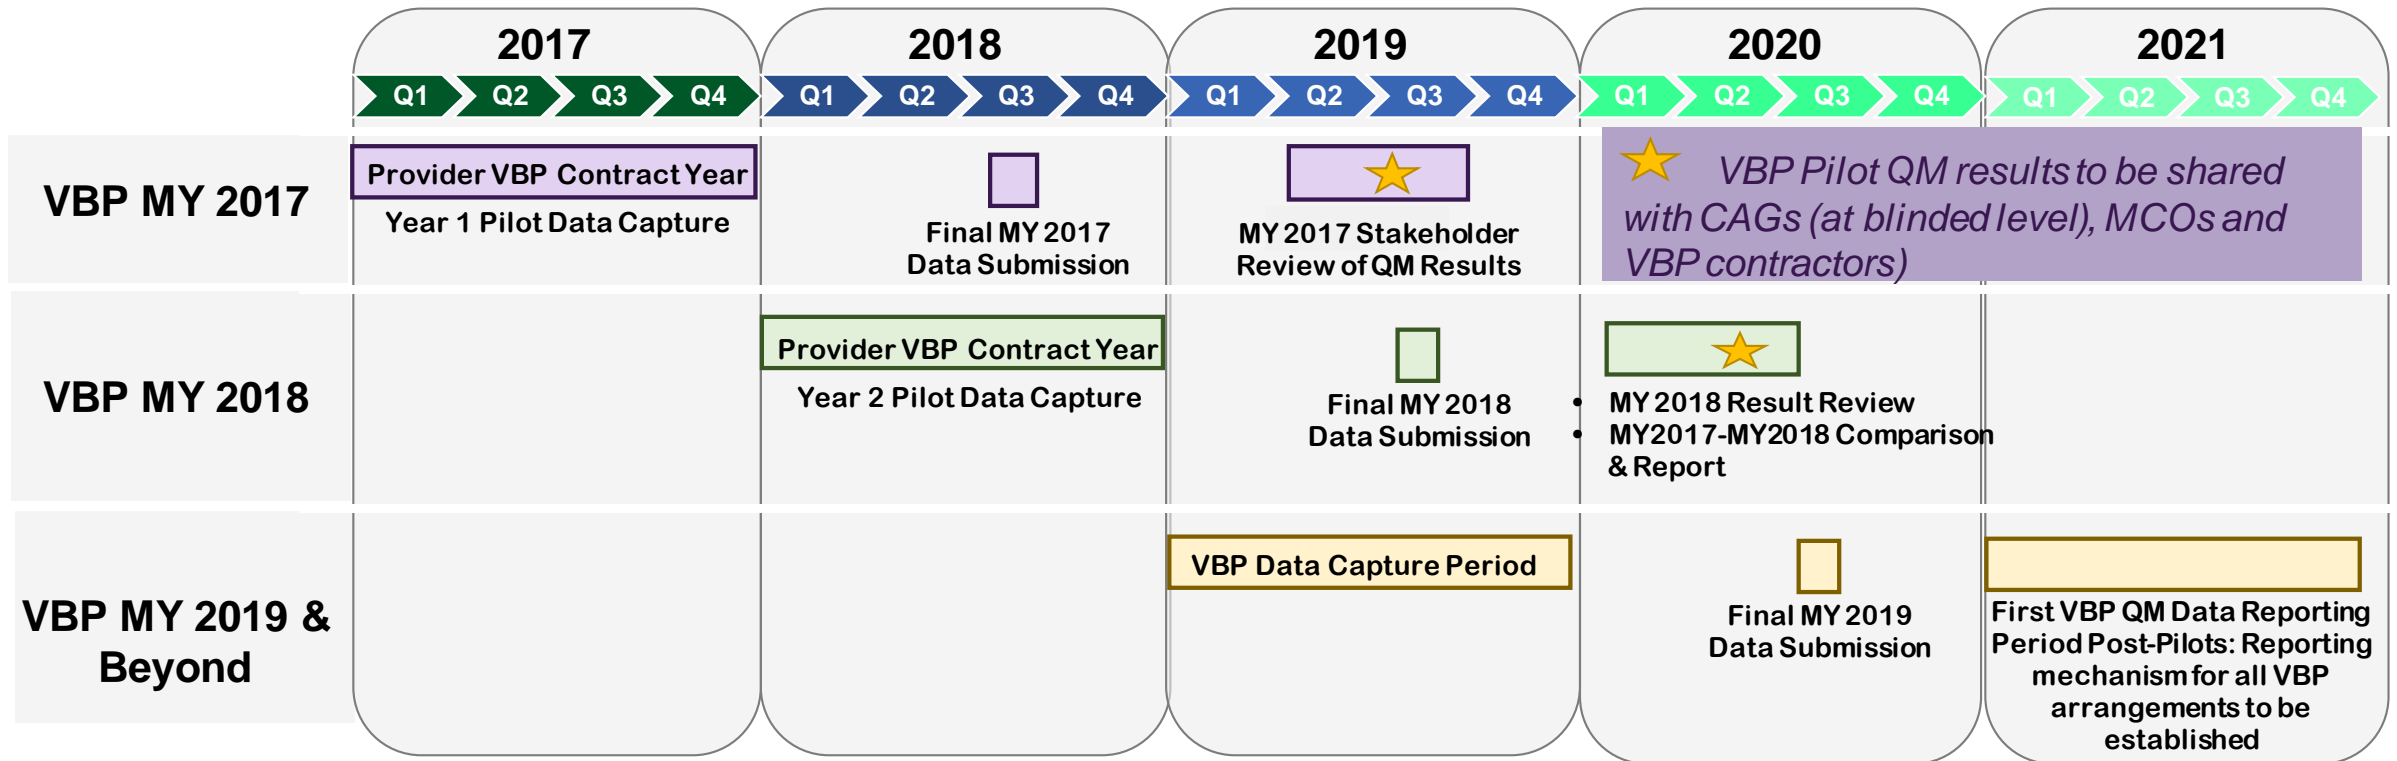 2017
2018
2019
2020
2021
Q1 Q2 Q3 Q4
Q1 Q2 Q3 Q4
Q1 Q2 Q3 Q4
Q1 Q2 Q3 Q4
Q1 Q2 Q3 Q4
VBP MY 2017
Provider VBP Contract Year
Year 1 Pilot Data Capture
Final MY 2017
Data Submission
MY 2017 Stakeholder
Review of QM Results
VBP Pilot QM results to be shared
with CAGs (at blinded level), MCOs and
VBP contractors)
VBP MY 2018
Provider VBP Contract Year
Year 2 Pilot Data Capture
Final MY 2018
Data Submission
• MY 2018 Result Review
• MY2017-MY2018 Comparison
& Report
VBP MY 2019 &
Beyond
VBP Data Capture Period
Final MY 2019
Data Submission
First VBP QM Data Reporting
Period Post-Pilots: Reporting
mechanism for all VBP
arrangements to be
established